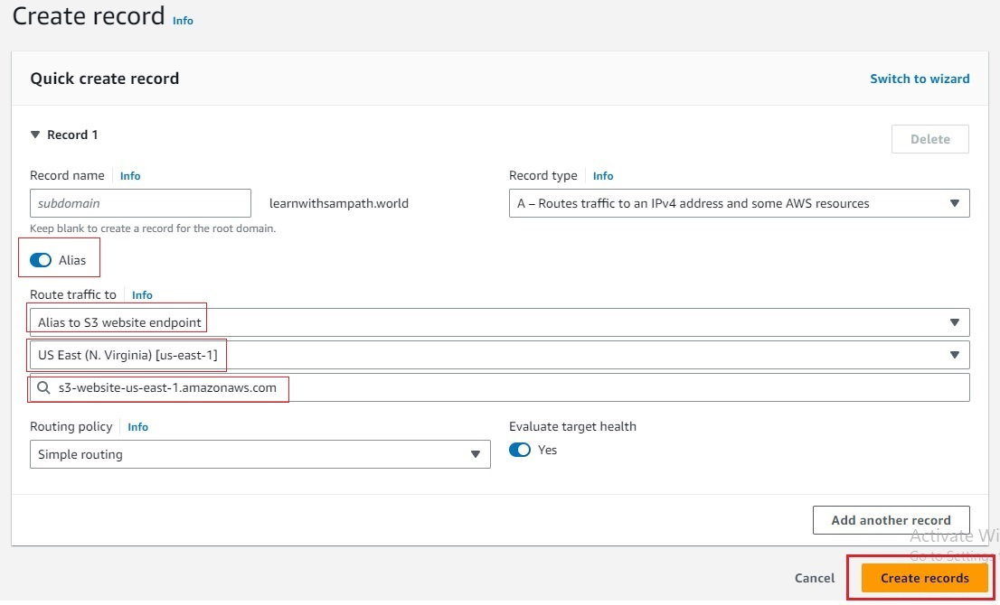 Create record Info
Quick create record
Switch to wizard
Record 1
Delete
Record name Info
Record type Info
subdomain
learnwithsampath.world
A – Routes traffic to an IPv4 address and some AWS resources
Keep blank to create a record for the root domain.
Alias
Route traffic to Info
Alias to S3 website endpoint
US East (N. Virginia) [us-east-1]
s3-website-us-east-1.amazonaws.com
Routing policy Info
Evaluate target health
Simple routing
Yes
Add another record
Activate Wi
Go to Settings
Cancel
Create records